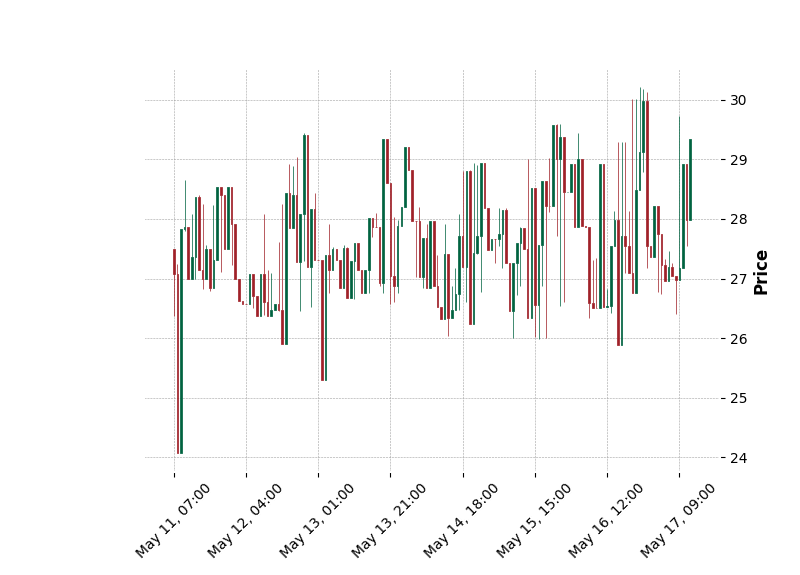 30
29
28
27
26
25
24
Price
May 11, 07:00
May 12, 04:00
May 13, 01:00
May 13, 21:00
May 14, 18:00
May 15, 15:00
May 16, 12:00
May 17, 09:00